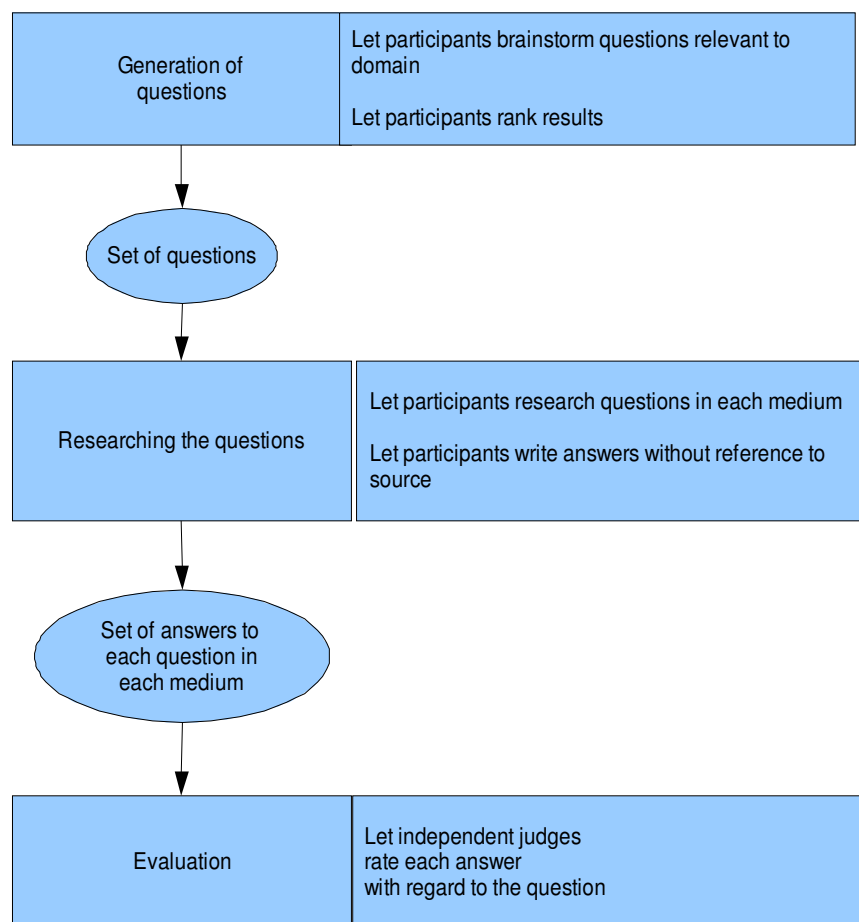 Generation of
questions
Let participants brainstorm questions relevant to
domain
Let participants rank results
Set of questions
Researching the questions
Let participants research questions in each medium
Let participants write answers without reference to
source
Set of answers to
each question in
each medium
Evaluation
Let independent judges
rate each answer
with regard to the question